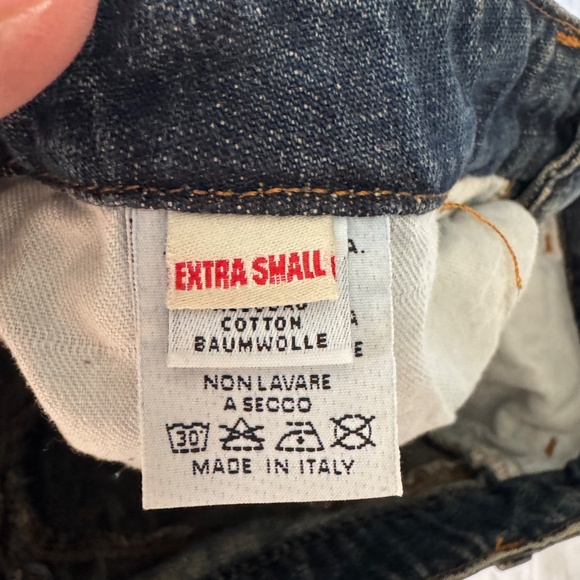 EXTRA SMALL
COTTON
BAUMWOLLE
NON LAVARE
A SECCO
30°
MADE IN ITALY